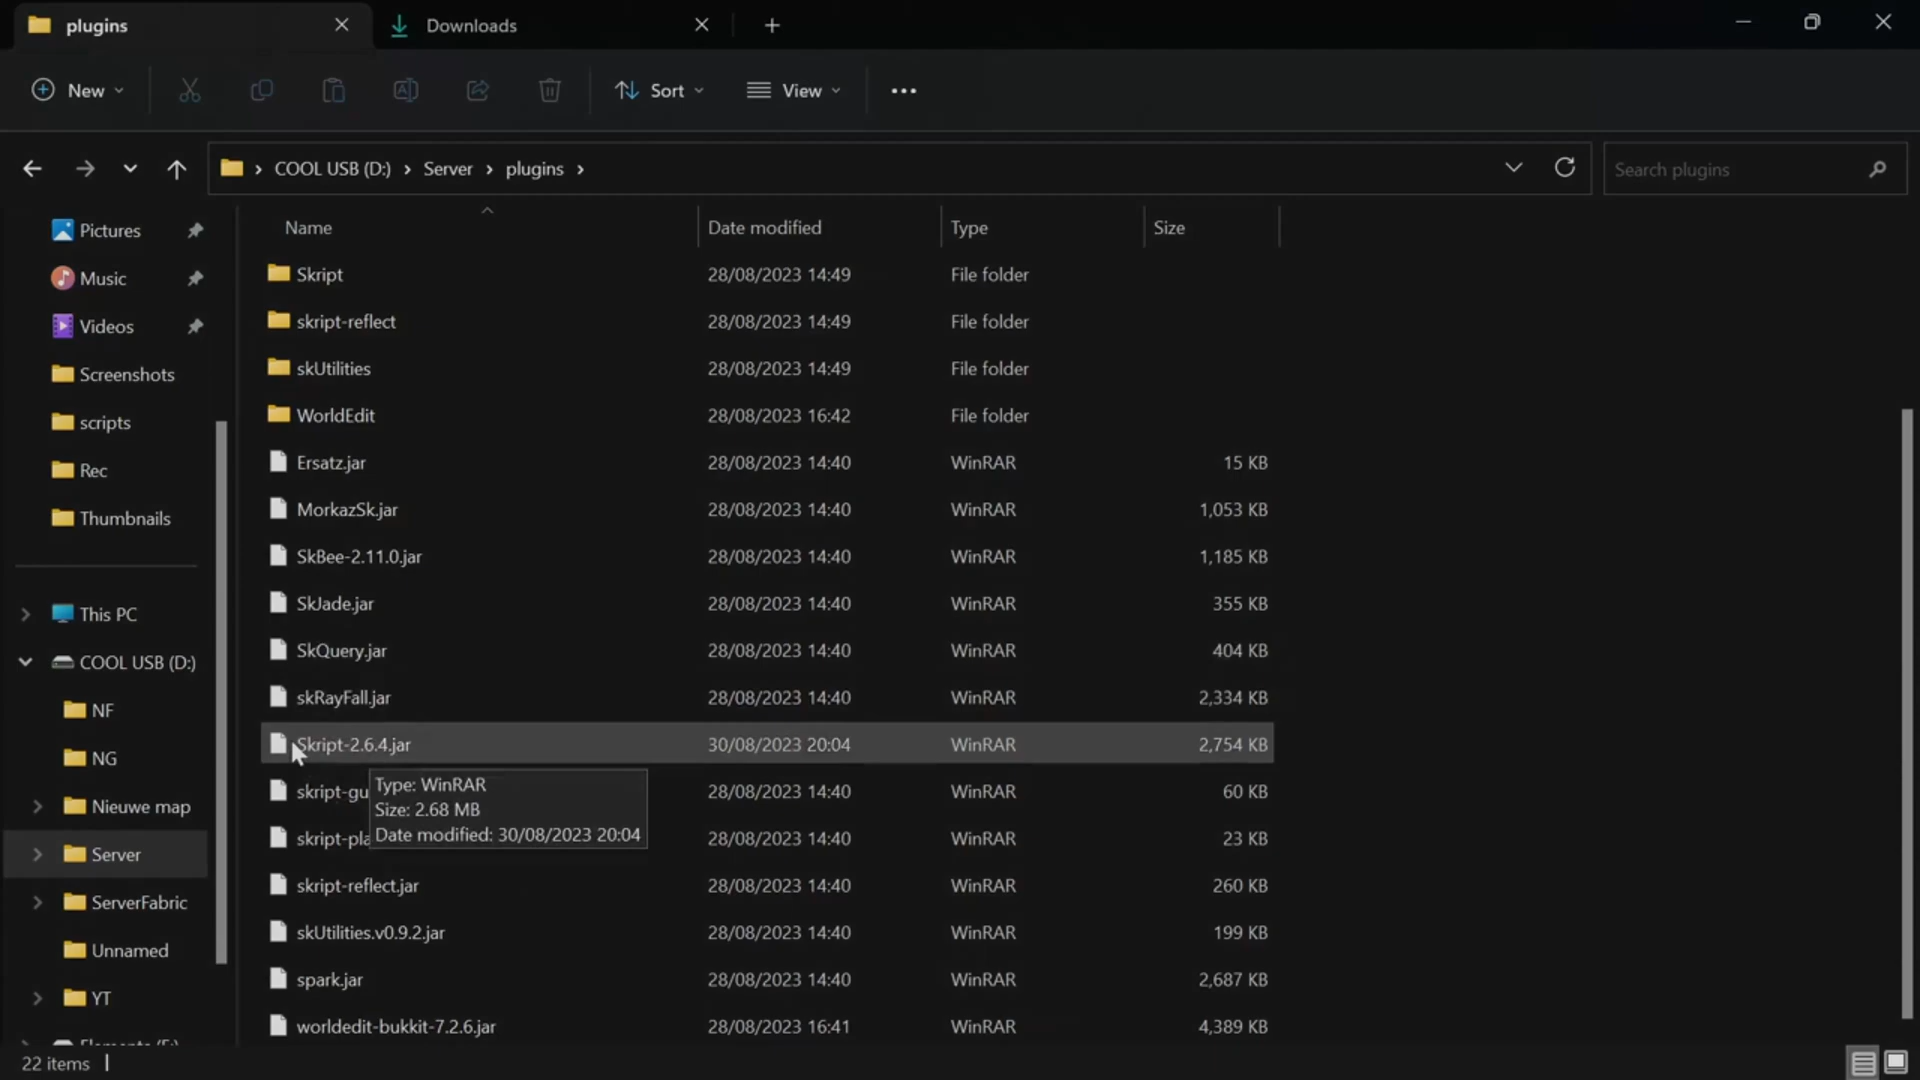 plugins
Downloads
New
Sort
View
COOL USB (D:) > Server > plugins >
Search plugins
Pictures
Music
Videos
Screenshots
scripts
Rec
Thumbnails
This PC
COOL USB (D:)
NF
NG
Nieuwe map
Server
ServerFabric
Unnamed
YT
Name Date modified Type Size
Skript 28/08/2023 14:49 File folder
skript-reflect 28/08/2023 14:49 File folder
skUtilities 28/08/2023 14:49 File folder
WorldEdit 28/08/2023 16:42 File folder
Ersatz.jar 28/08/2023 14:40 WinRAR 15 KB
MorkazSk.jar 28/08/2023 14:40 WinRAR 1,053 KB
SkBee-2.11.0.jar 28/08/2023 14:40 WinRAR 1,185 KB
SkJade.jar 28/08/2023 14:40 WinRAR 355 KB
SkQuery.jar 28/08/2023 14:40 WinRAR 404 KB
skRayFall.jar 28/08/2023 14:40 WinRAR 2,334 KB
Skript-2.6.4.jar 30/08/2023 20:04 WinRAR 2,754 KB
skript-gu 28/08/2023 14:40 WinRAR 60 KB
skript-pla 28/08/2023 14:40 WinRAR 23 KB
Type: WinRAR
Size: 2.68 MB
Date modified: 30/08/2023 20:04
skript-reflect.jar 28/08/2023 14:40 WinRAR 260 KB
skUtilities.v0.9.2.jar 28/08/2023 14:40 WinRAR 199 KB
spark.jar 28/08/2023 14:40 WinRAR 2,687 KB
worldedit-bukkit-7.2.6.jar 28/08/2023 16:41 WinRAR 4,389 KB
22 items